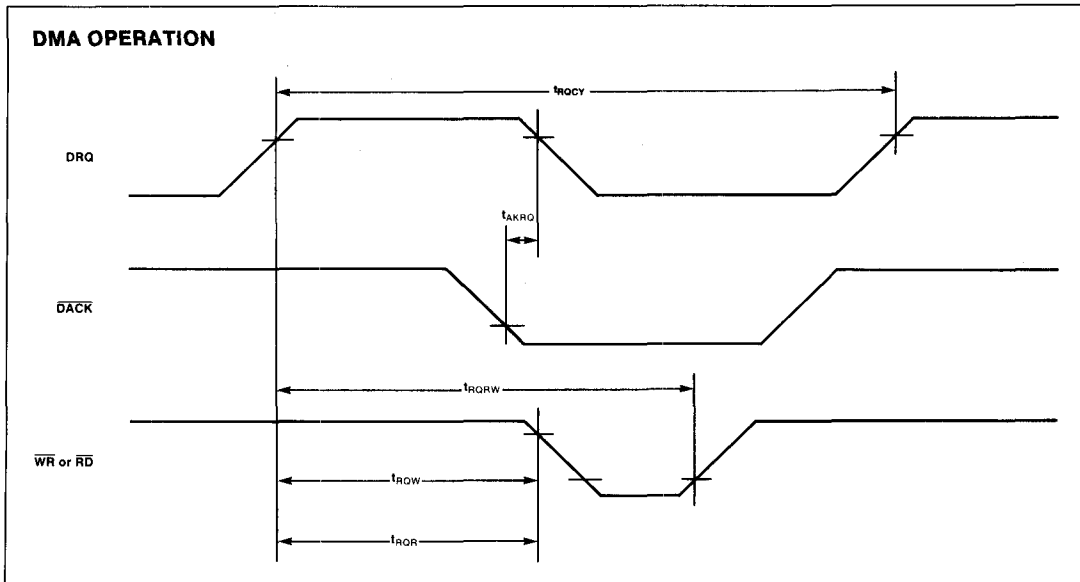 DMA OPERATION
tRQCY
DRQ
tAKRQ
DACK
tRQRW
WR or RD
tRQW
tRQR